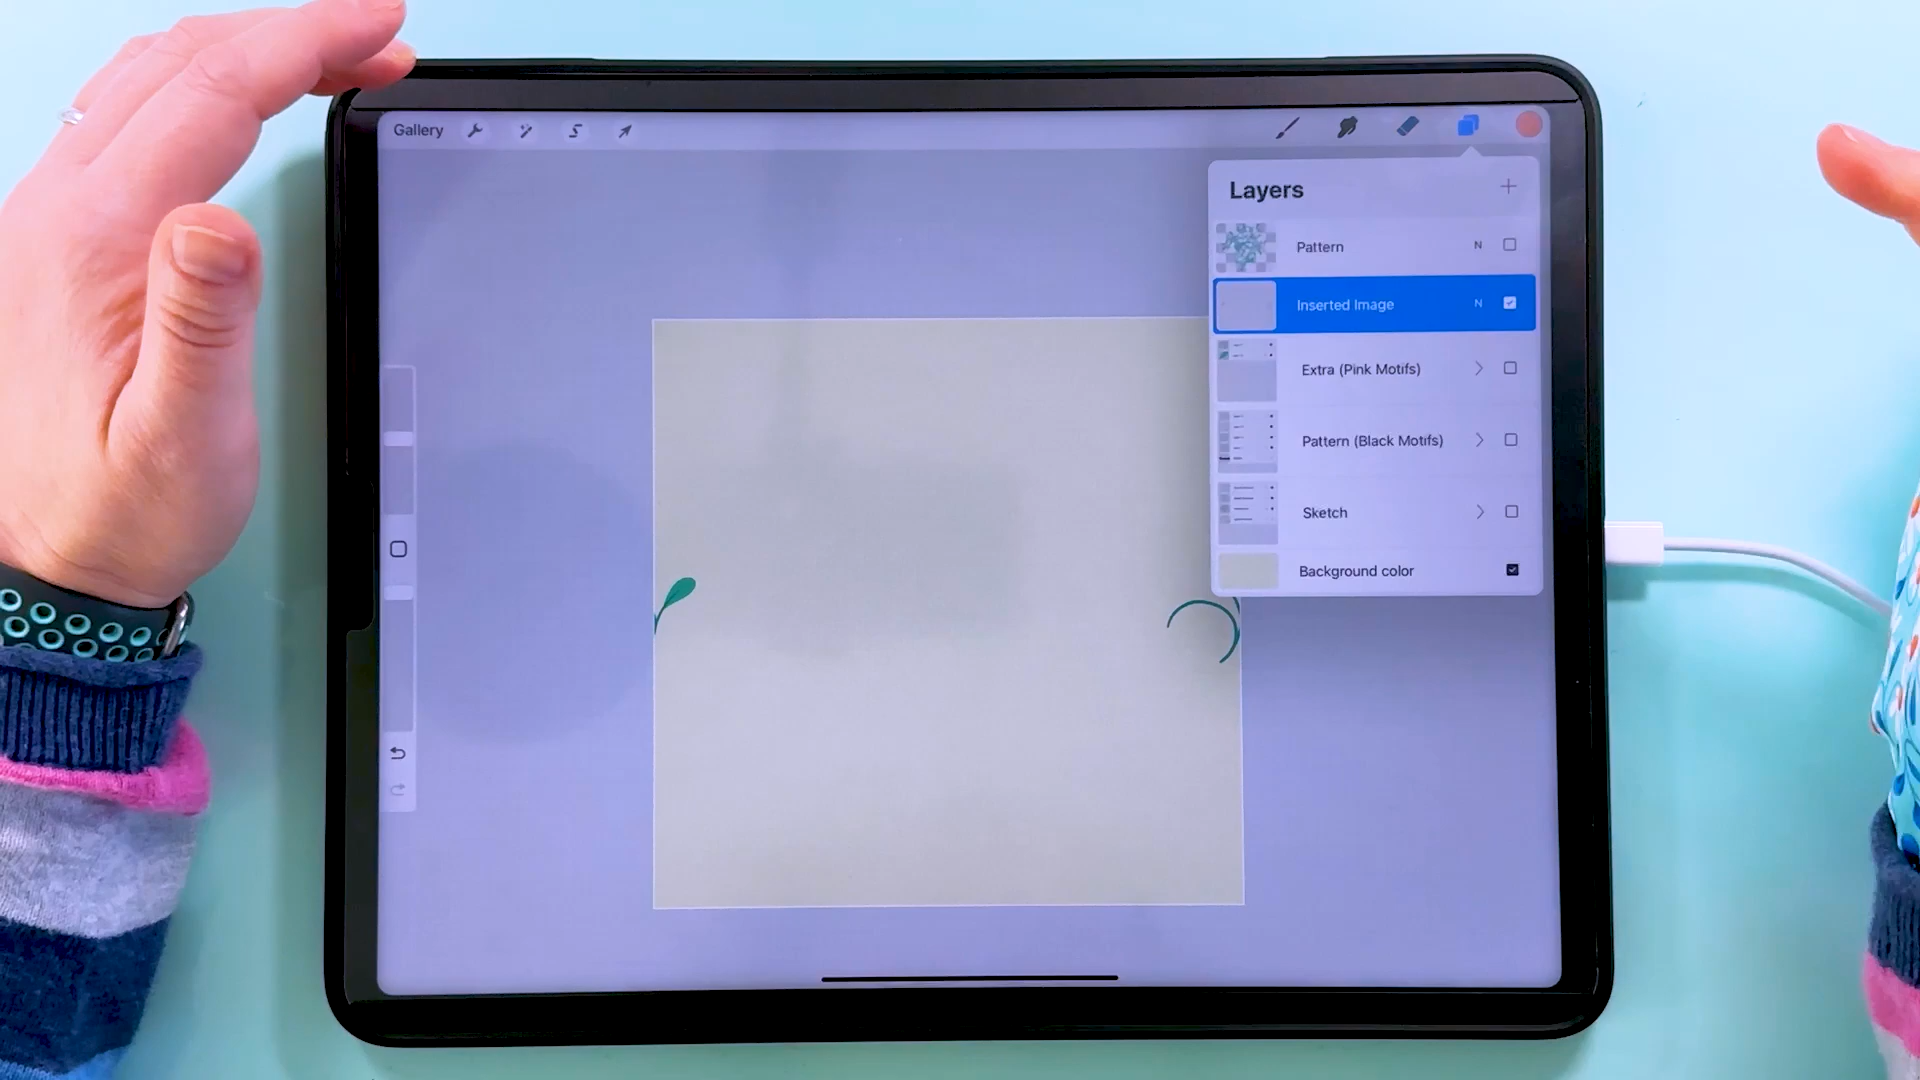 Gallery
Layers
Pattern N
Inserted Image N
Extra (Pink Motifs)
Pattern (Black Motifs)
Sketch
Background color